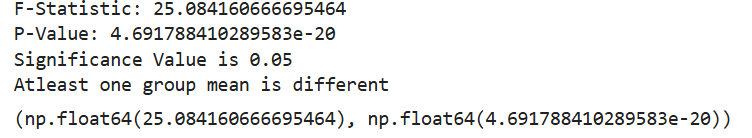 F-Statistic: 25.084160666695464
P-Value: 4.691788410289583e-20
Significance Value is 0.05
Atleast one group mean is different
(np.float64(25.084160666695464), np.float64(4.691788410289583e-20))